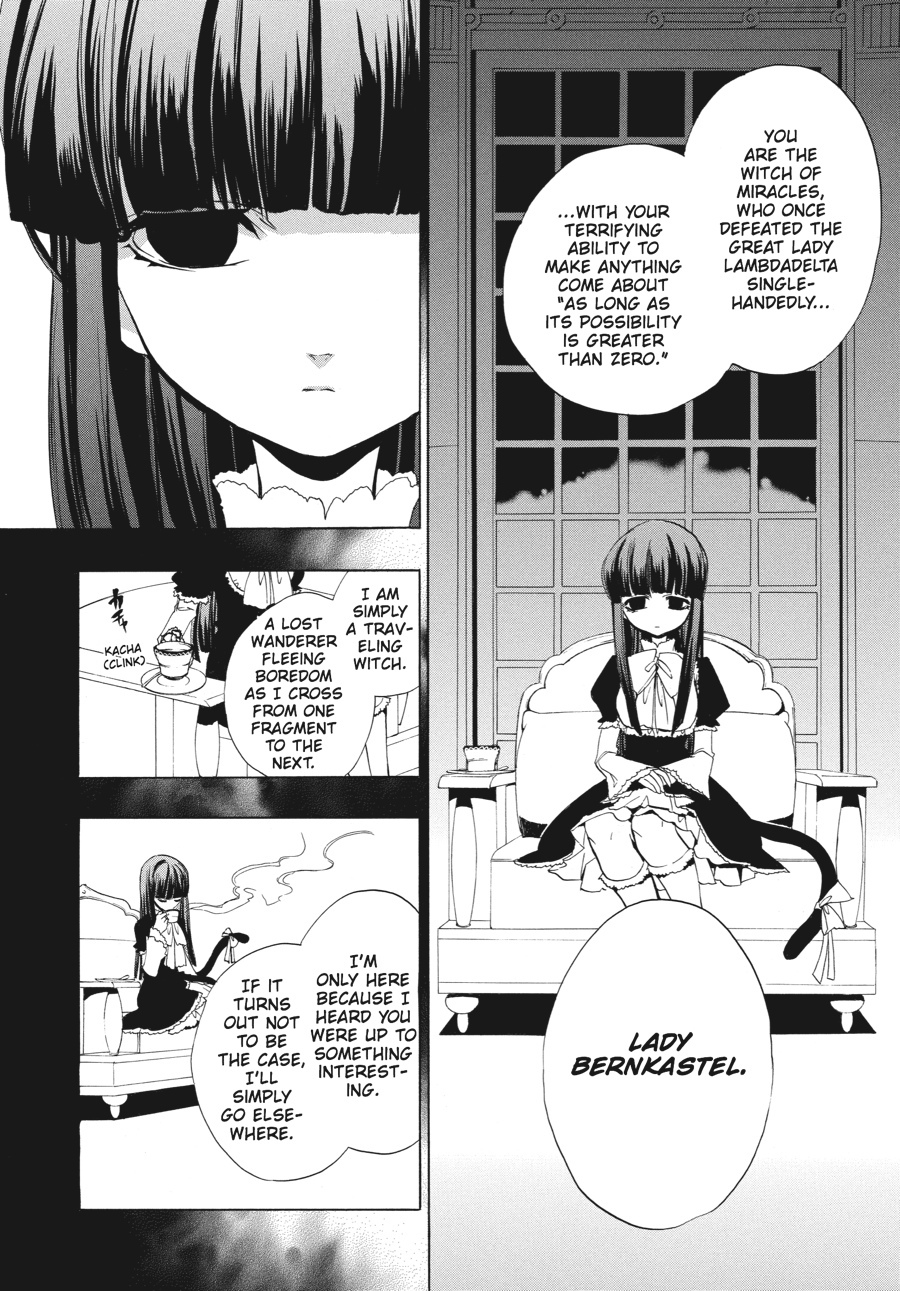 YOU
ARE THE
WITCH OF
MIRACLES,
WHO ONCE
DEFEATED THE
GREAT LADY
LAMBDADELTA
SINGLE-
HANDEDLY...
...WITH YOUR
TERRIFYING
ABILITY TO
MAKE ANYTHING
COME ABOUT
"AS LONG AS
ITS POSSIBILITY
IS GREATER
THAN ZERO."
LADY
BERNKASTEL.
I AM
SIMPLY
A TRAV-
ELING
WITCH.
A LOST
WANDERER
FLEEING
BOREDOM
AS I CROSS
FROM ONE
FRAGMENT
TO THE
NEXT.
カチャ
KACHA
(CLINK)
I'M
ONLY HERE
BECAUSE I
HEARD YOU
WERE UP TO
SOMETHING
INTEREST-
ING.
IF IT
TURNS
OUT NOT
TO BE
THE CASE,
I'LL
SIMPLY
GO ELSE-
WHERE.